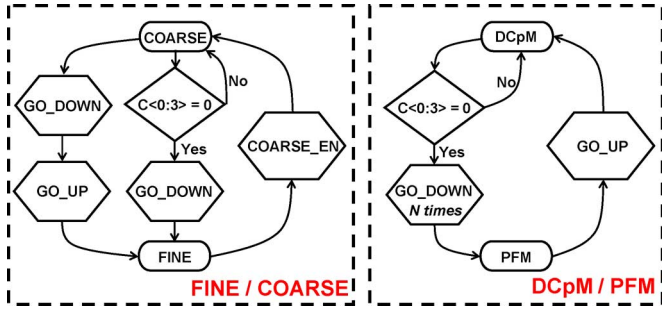 COARSE
No
GO_DOWN
C<0:3> = 0
COARSE_EN
Yes
GO_UP
GO_DOWN
FINE
FINE / COARSE
DCpM
No
C<0:3> = 0
GO_UP
Yes
GO_DOWN
N times
PFM
DCpM / PFM